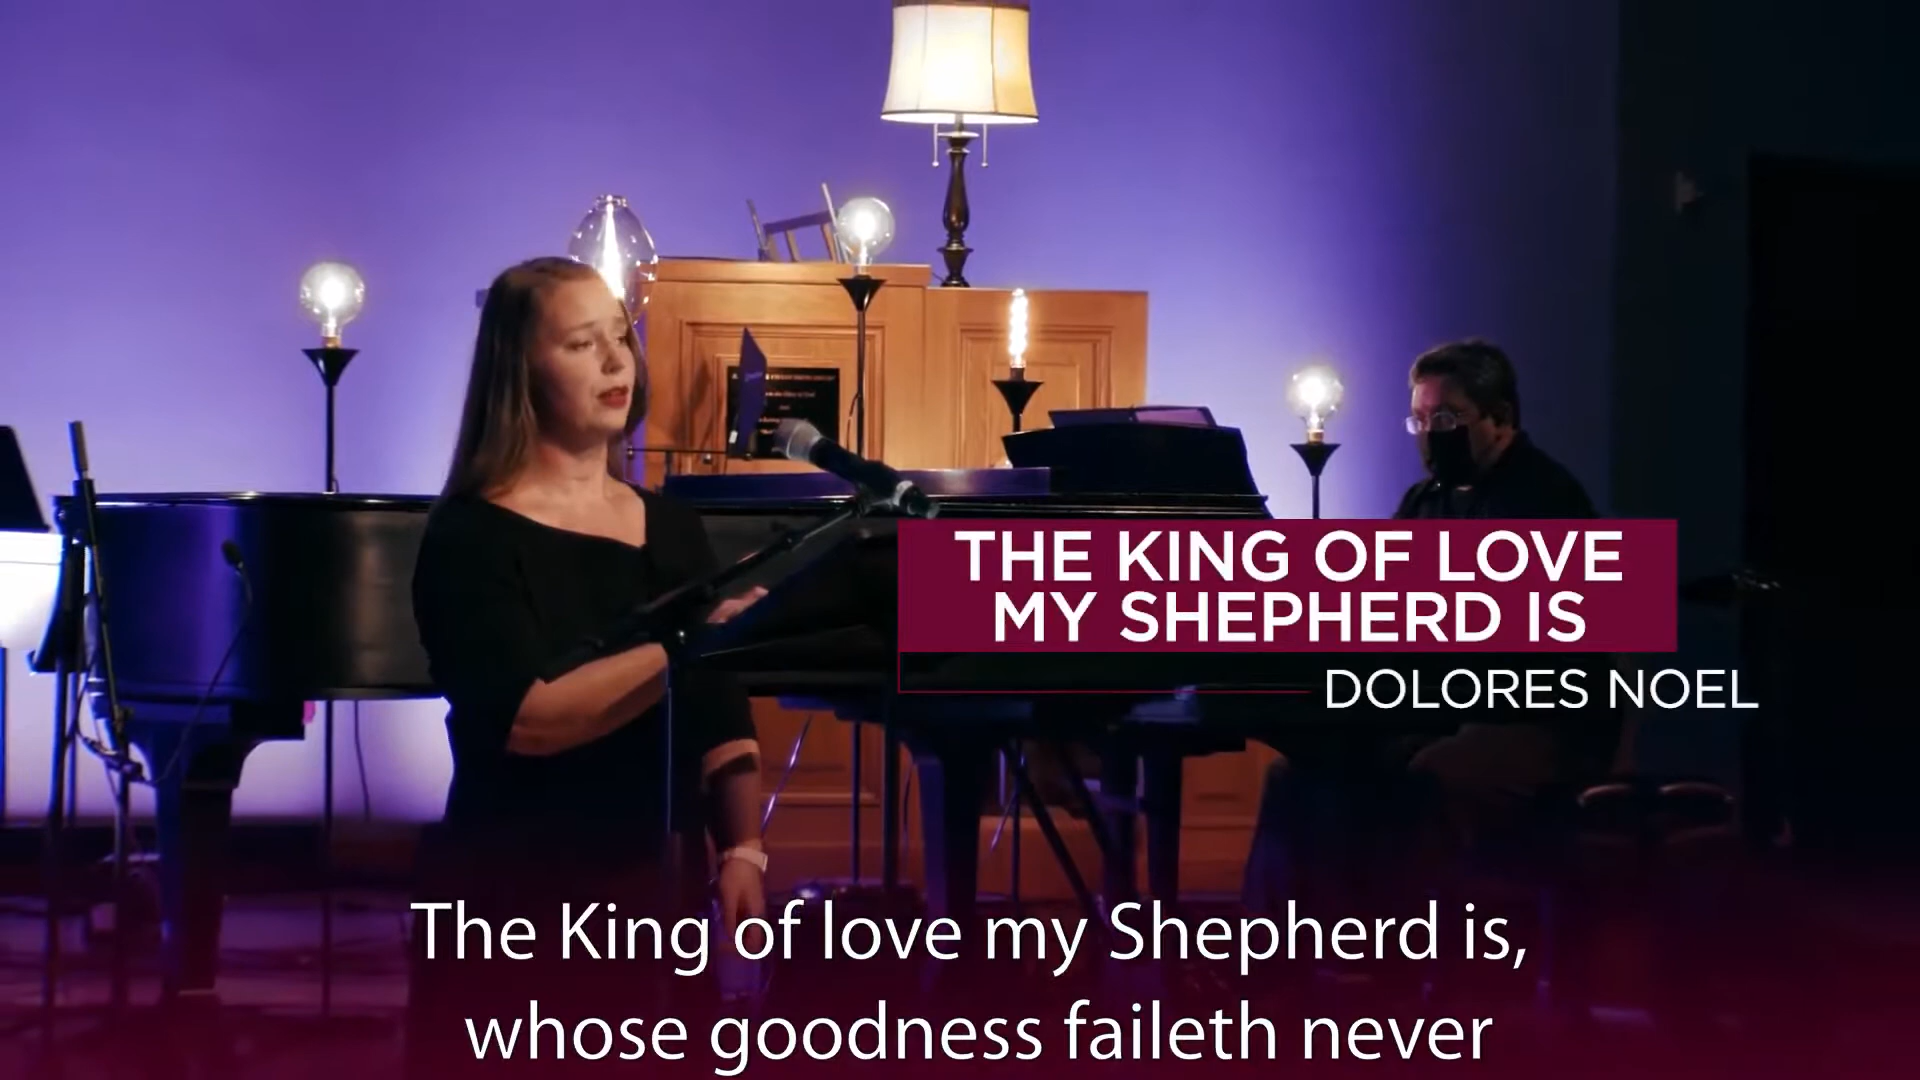 THE KING OF LOVE
MY SHEPHERD IS
DOLORES NOEL
The King of love my Shepherd is,
whose goodness faileth never